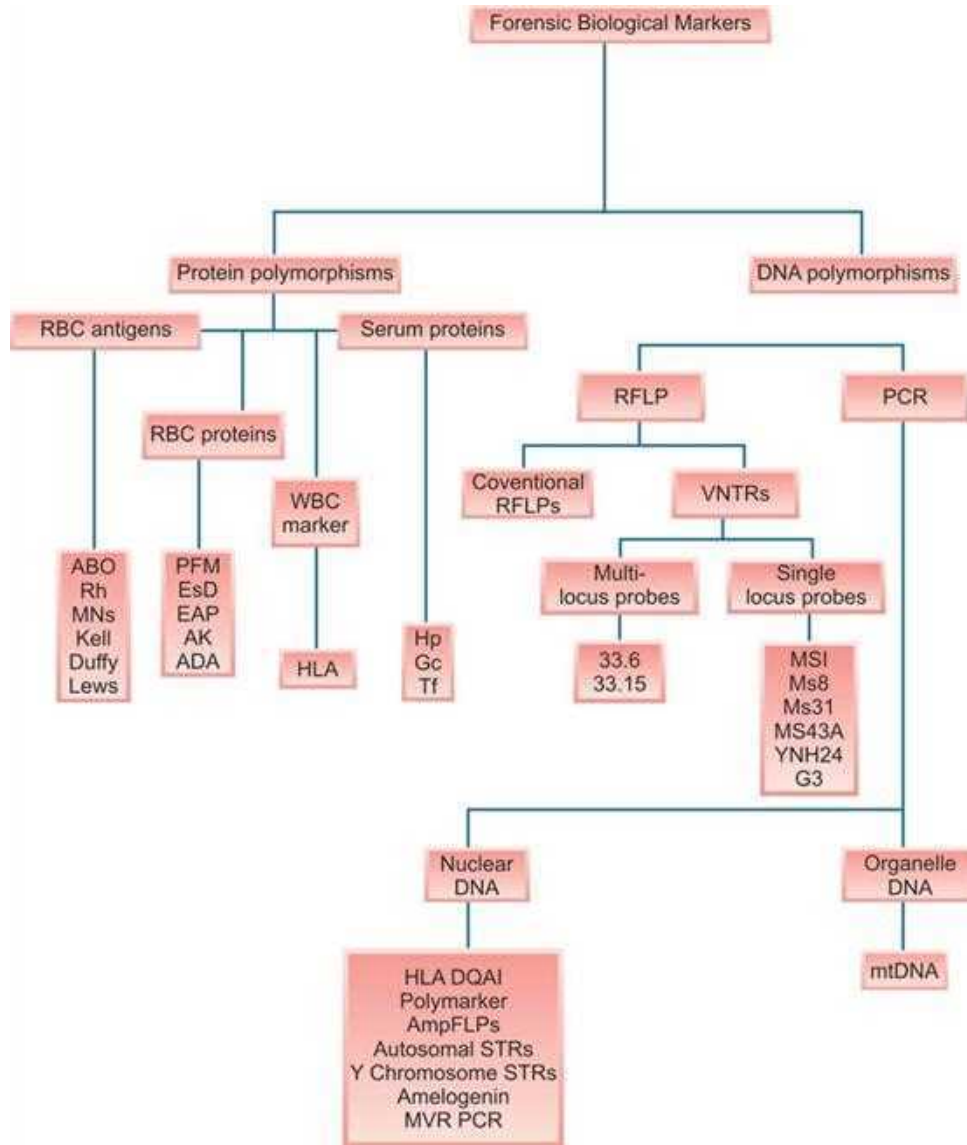 Forensic Biological Markers
Protein polymorphisms
DNA polymorphisms
RBC antigens
Serum proteins
RFLP
PCR
RBC proteins
Coventional
RFLPs
VNTRs
WBC
marker
Multi-
locus probes
Single
locus probes
ABO
Rh
MNs
Kell
Duffy
Lews
PFM
EsD
EAP
AK
ADA
HLA
Hp
Gc
Tf
33.6
33.15
MSI
Ms8
Ms31
MS43A
YNH24
G3
Nuclear
DNA
Organelle
DNA
HLA DQAI
Polymarker
AmpFLPs
Autosomal STRs
Y Chromosome STRs
Amelogenin
MVR PCR
mtDNA